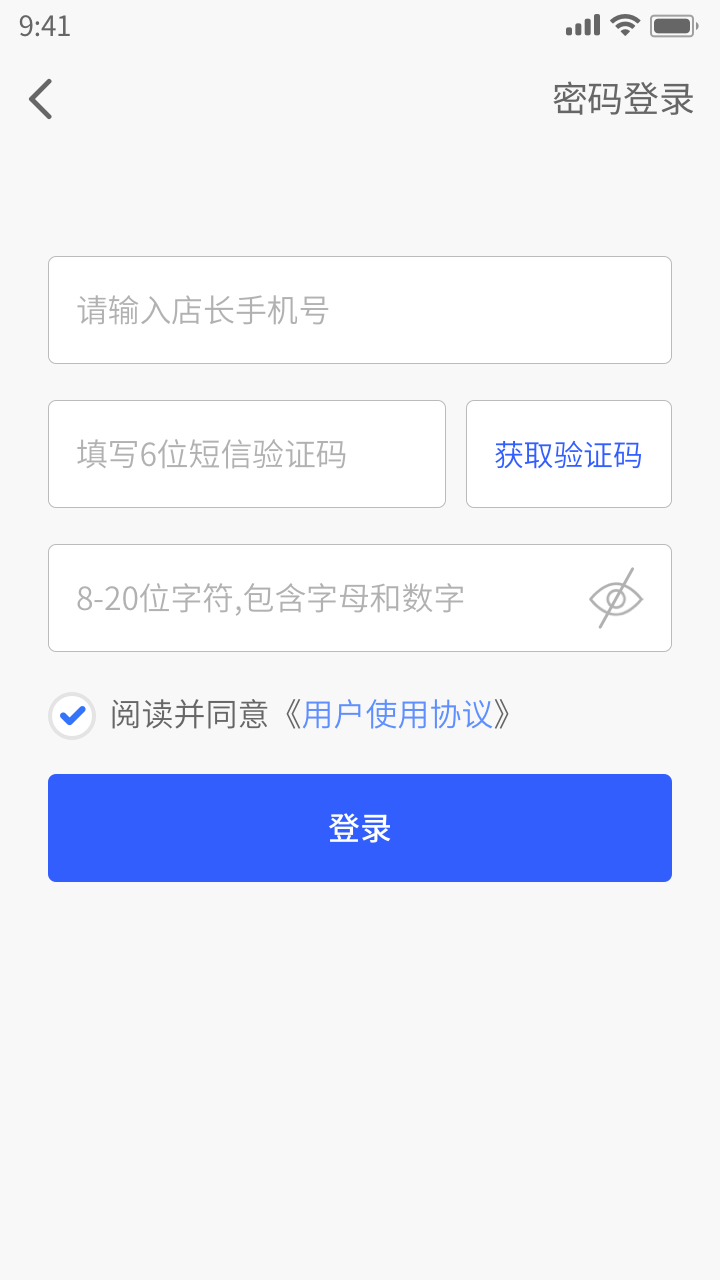 9:41
密码登录
请输入店长手机号
填写6位短信验证码
获取验证码
8-20位字符,包含字母和数字
阅读并同意《用户使用协议》
登录